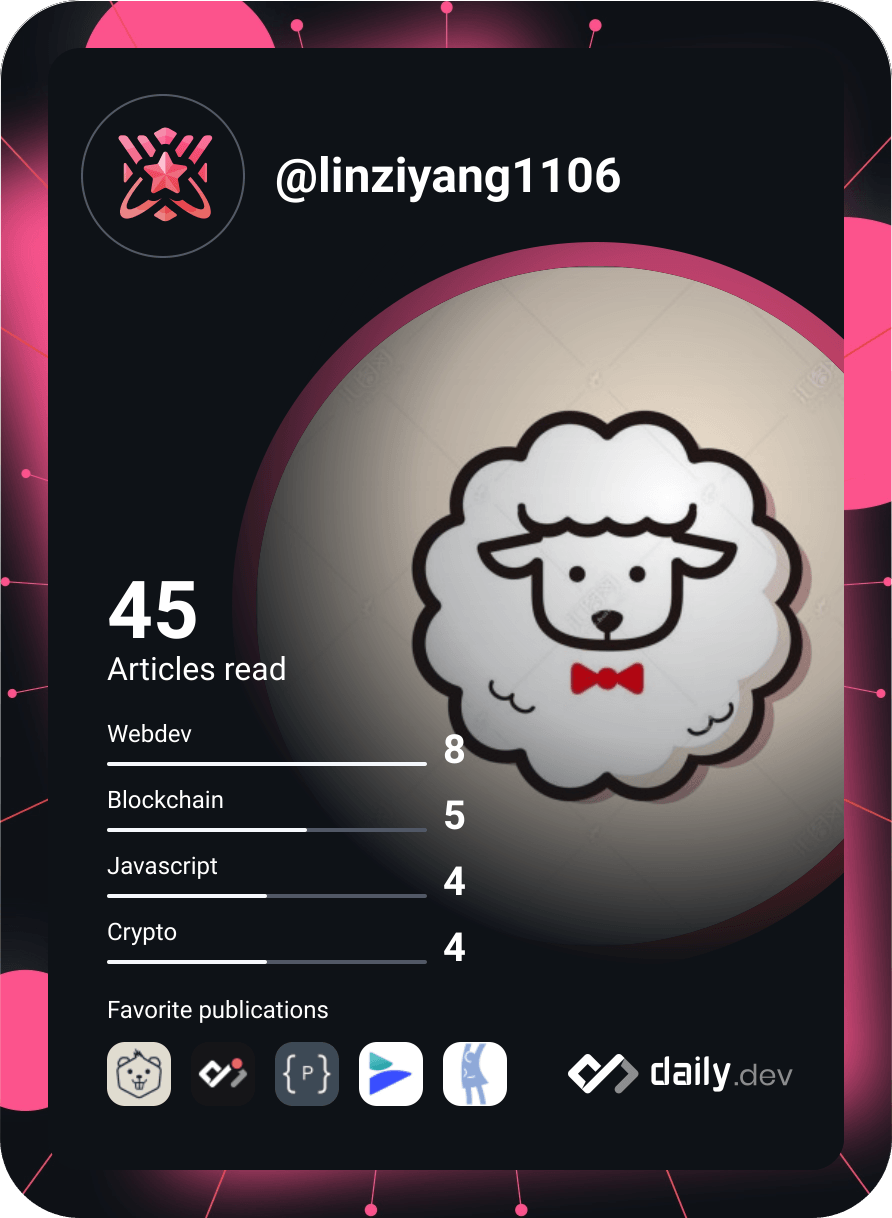 @linziyang1106
45
Articles read
Webdev
8
Blockchain
5
Javascript
4
Crypto
4
Favorite publications
{P}
daily.dev